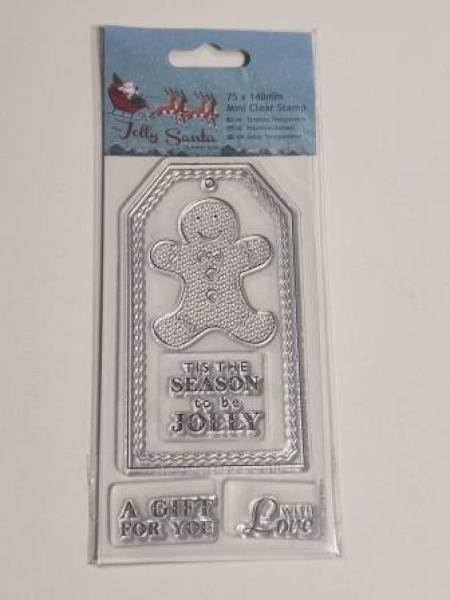 75 x 140mm
Mini Clear Stamp
Jolly Santa
TIS THE
SEASON
to be
JOLLY
A GIFT
FOR YOU
WITH
Love